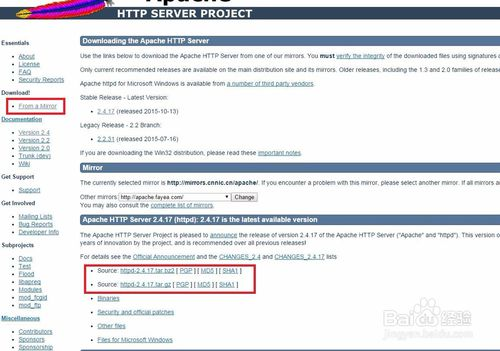 Apache
HTTP SERVER PROJECT
Essentials
About
License
FAQ
Security Reports
Download!
From a Mirror
Documentation
Version 2.4
Version 2.2
Version 2.0
Trunk (dev)
Wiki
Get Support
Support
Get Involved
Mailing Lists
Bug Reports
Developer Info
Subprojects
Docs
Test
Flood
libapreq
Modules
mod_fcgid
mod_ftp
Miscellaneous
Contributors
Sponsors
Sponsorship
Downloading the Apache HTTP Server
Use the links below to download the Apache HTTP Server from one of our mirrors. You must verify the integrity of the downloaded files using signatures
Only current recommended releases are available on the main distribution site and its mirrors. Older releases, including the 1.3 and 2.0 families of releas
Apache httpd for Microsoft Windows is available from a number of third party vendors.
Stable Release - Latest Version:
2.4.17 (released 2015-10-13)
Legacy Release - 2.2 Branch:
2.2.31 (released 2015-07-16)
If you are downloading the Win32 distribution, please read these important notes.
Mirror
The currently selected mirror is http://mirrors.cnnic.cn/apache/. If you encounter a problem with this mirror, please select another mirror. If all mirrors a
Other mirrors: http://apache.fayea.com/ Change
You may also consult the complete list of mirrors.
Apache HTTP Server 2.4.17 (httpd): 2.4.17 is the latest available version
The Apache HTTP Server Project is pleased to announce the release of version 2.4.17 of the Apache HTTP Server ("Apache" and "httpd"). This version
years of innovation by the project, and is recommended over all previous releases!
For details see the Official Announcement and the CHANGES_2.4 and CHANGES_2.4.17 lists
Source: httpd-2.4.17.tar.bz2 [ PGP ] [ MD5 ] [ SHA1 ]
Source: httpd-2.4.17.tar.gz [ PGP ] [ MD5 ] [ SHA1 ]
Binaries
Security and official patches
Other files
Files for Microsoft Windows
Baidu 经验
jingyan.baidu.com